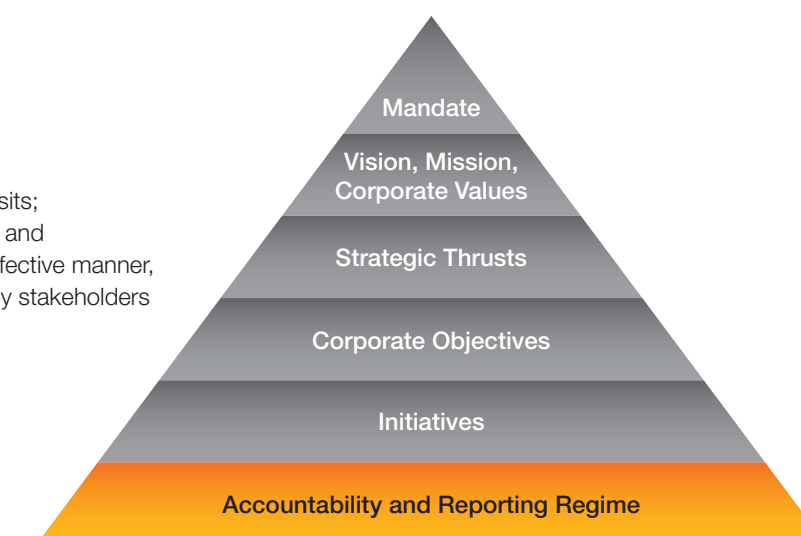 Mandate
Vision, Mission,
Corporate Values
sits;
and
fective manner,
y stakeholders
Strategic Thrusts
Corporate Objectives
Initiatives
Accountability and Reporting Regime